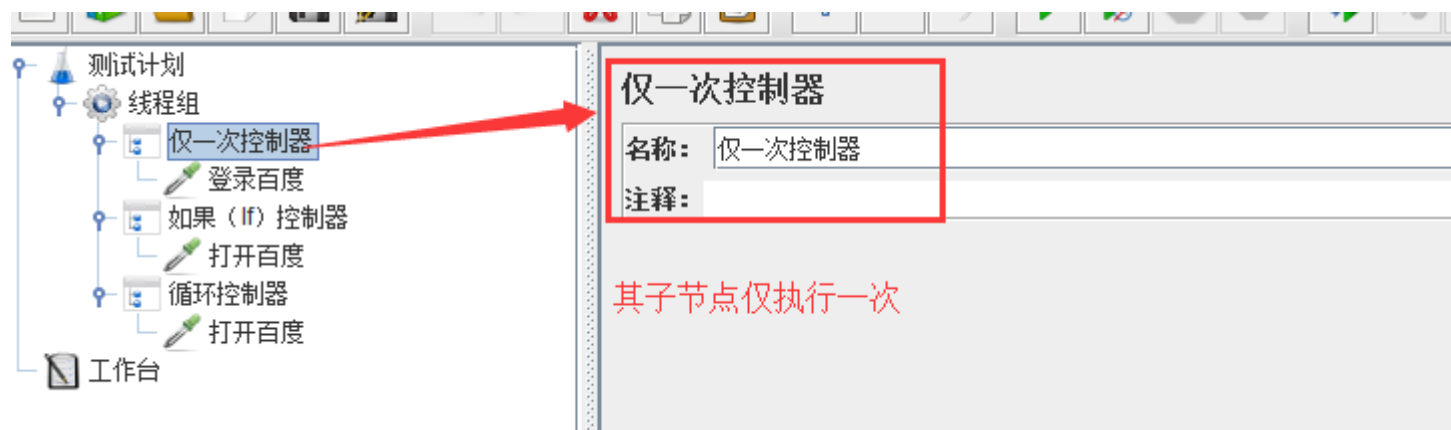 测试计划
线程组
仅一次控制器
登录百度
如果（If）控制器
打开百度
循环控制器
打开百度
工作台
仅一次控制器
名称： 仅一次控制器
注释：
其子节点仅执行一次